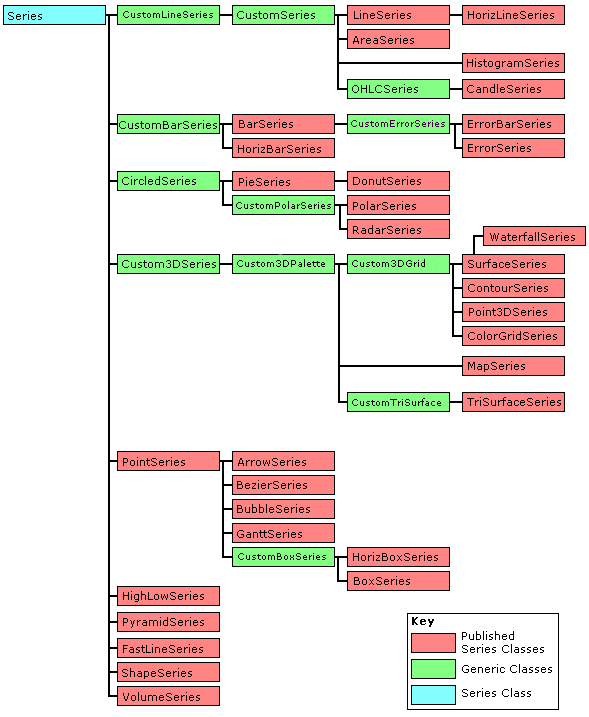 Series
CustomLineSeries
CustomSeries
LineSeries
HorizLineSeries
AreaSeries
HistogramSeries
OHLCSeries
CandleSeries
CustomBarSeries
BarSeries
CustomErrorSeries
ErrorBarSeries
HorizBarSeries
ErrorSeries
CircledSeries
PieSeries
DonutSeries
CustomPolarSeries
PolarSeries
RadarSeries
WaterfallSeries
Custom3DSeries
Custom3DPalette
Custom3DGrid
SurfaceSeries
ContourSeries
Point3DSeries
ColorGridSeries
MapSeries
CustomTriSurface
TriSurfaceSeries
PointSeries
ArrowSeries
BezierSeries
BubbleSeries
GanttSeries
CustomBoxSeries
HorizBoxSeries
BoxSeries
HighLowSeries
PyramidSeries
FastLineSeries
ShapeSeries
VolumeSeries
Key
Published
Series Classes
Generic Classes
Series Class